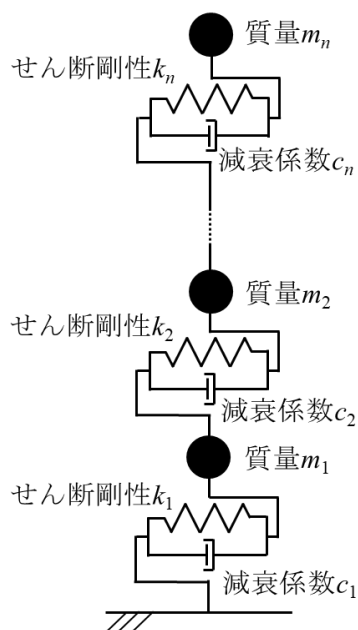 質量mn
せん断剛性kn
減衰係数cn
質量m2
せん断剛性k2
減衰係数c2
質量m1
せん断剛性k1
減衰係数c1